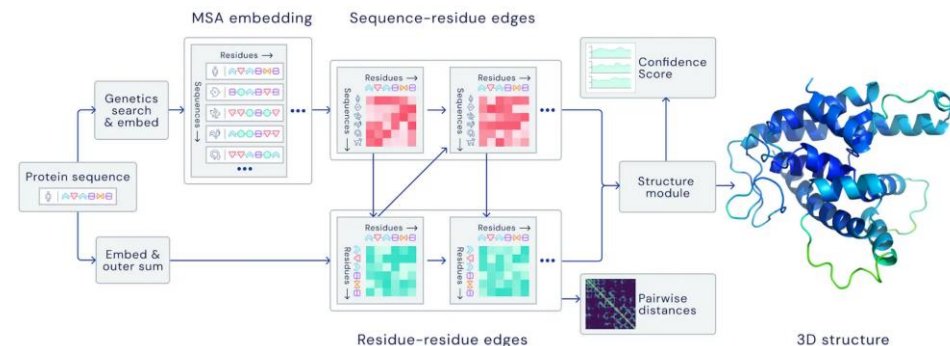 MSA embedding
Sequence-residue edges
Residues →
Sequences →
Genetics
search
& embed
Residues →
Sequences →
Residues →
Sequences →
Confidence
Score
Protein sequence
Structure
module
Embed &
outer sum
Residues →
Residues →
Residues →
Residues →
Pairwise
distances
Residue-residue edges
3D structure